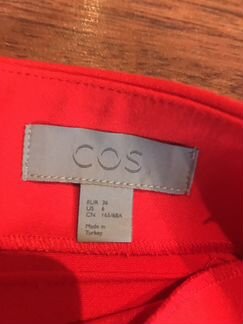 COS
EUR 36
US 6
CN 165/68A
Made in
Turkey